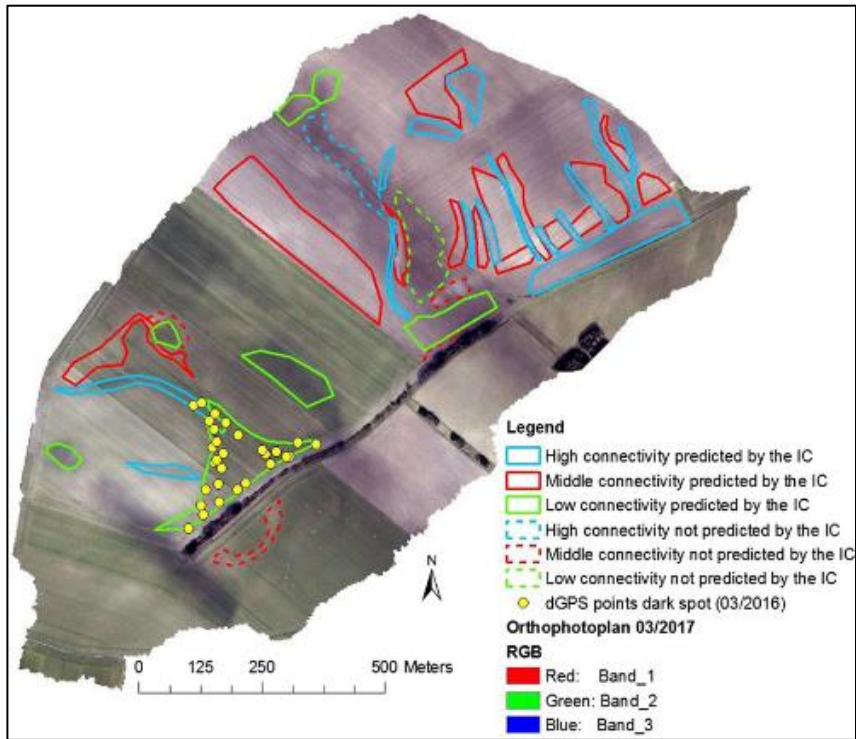 Legend
High connectivity predicted by the IC
Middle connectivity predicted by the IC
Low connectivity predicted by the IC
High connectivity not predicted by the IC
Middle connectivity not predicted by the IC
Low connectivity not predicted by the IC
N
dGPS points dark spot (03/2016)
Orthophotoplan 03/2017
RGB
0 125 250 500 Meters
Red: Band_1
Green: Band_2
Blue: Band_3